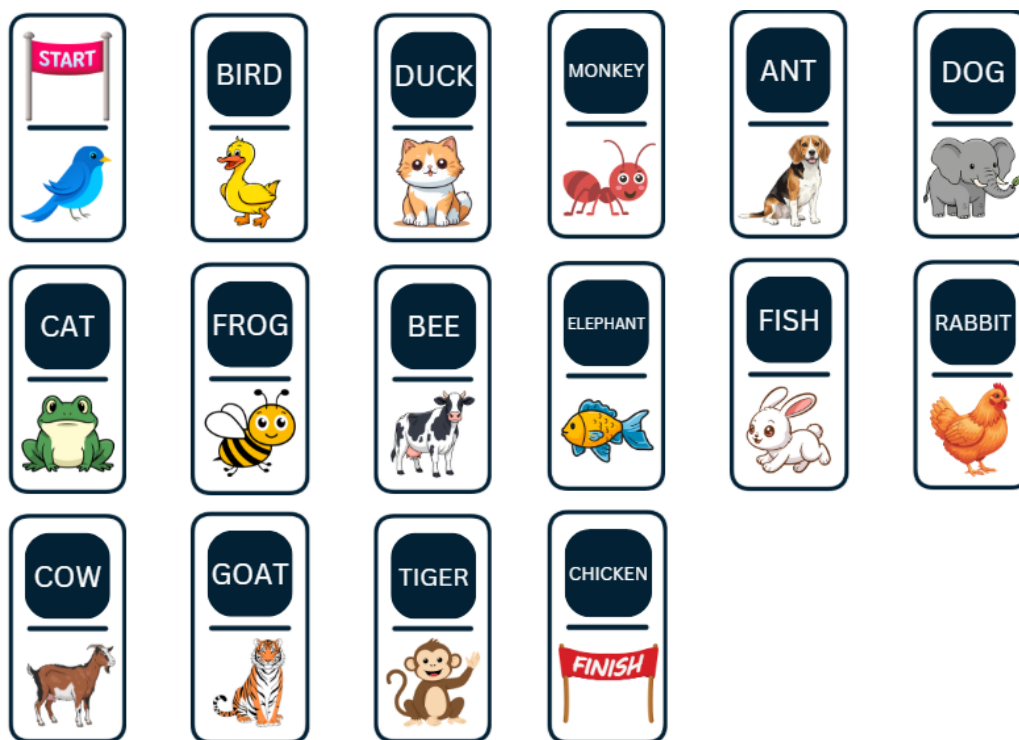 START
BIRD
DUCK
MONKEY
ANT
DOG
CAT
FROG
BEE
ELEPHANT
FISH
RABBIT
COW
GOAT
TIGER
CHICKEN
FINISH